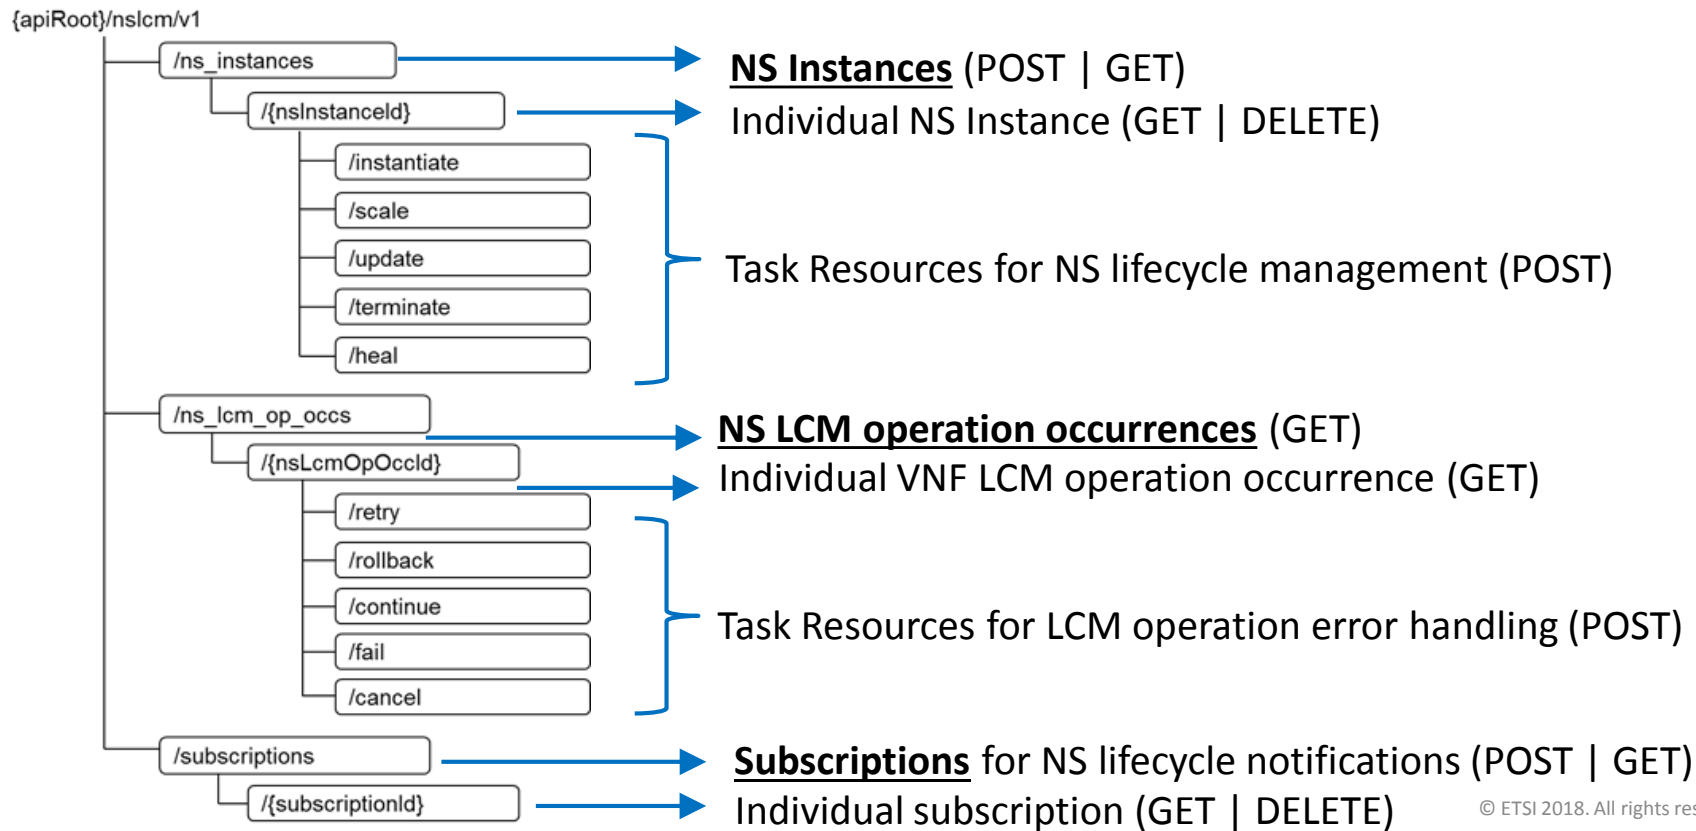 {apiRoot}/nslcm/v1
/ns_instances
NS Instances (POST | GET)
/{nsInstanceId}
Individual NS Instance (GET | DELETE)
/instantiate
/scale
/update
Task Resources for NS lifecycle management (POST)
/terminate
/heal
/ns_lcm_op_occs
NS LCM operation occurrences (GET)
/{nsLcmOpOccId}
Individual VNF LCM operation occurrence (GET)
/retry
/rollback
/continue
Task Resources for LCM operation error handling (POST)
/fail
/cancel
/subscriptions
Subscriptions for NS lifecycle notifications (POST | GET)
/{subscriptionId}
Individual subscription (GET | DELETE)
© ETSI 2018. All rights res